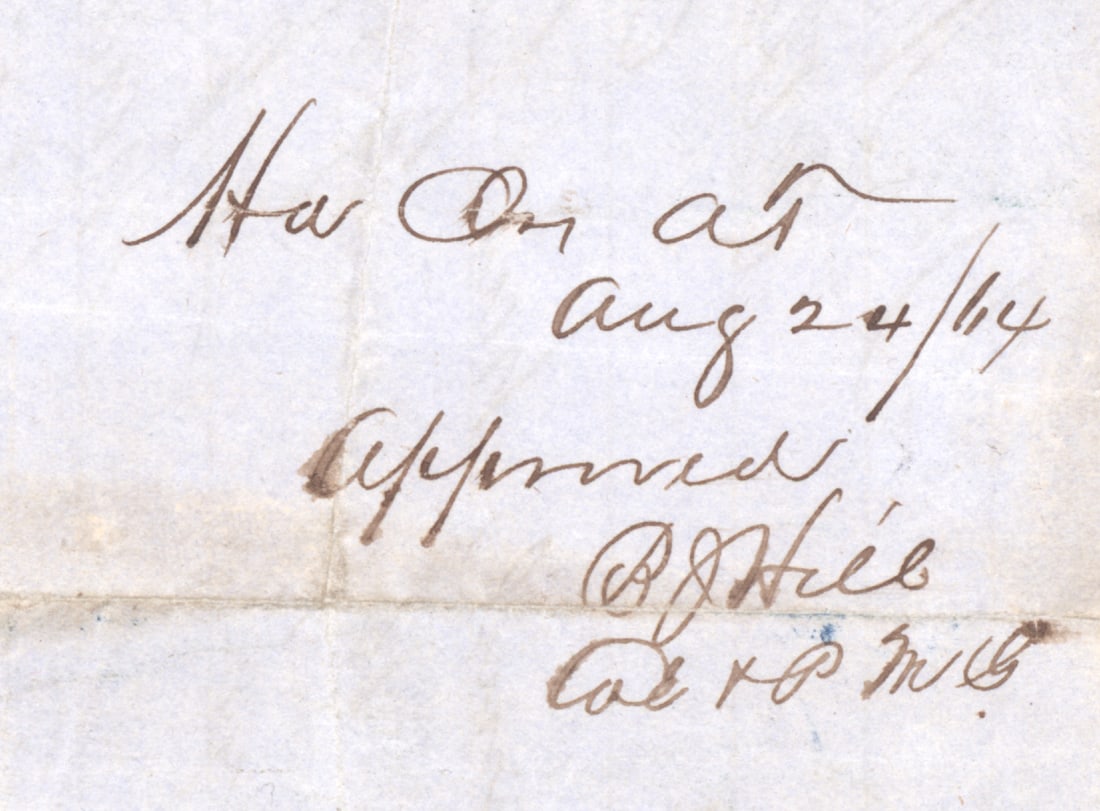 Hd Qrs AT
Aug 24/64
Approved
B J Hill
Col & P M G